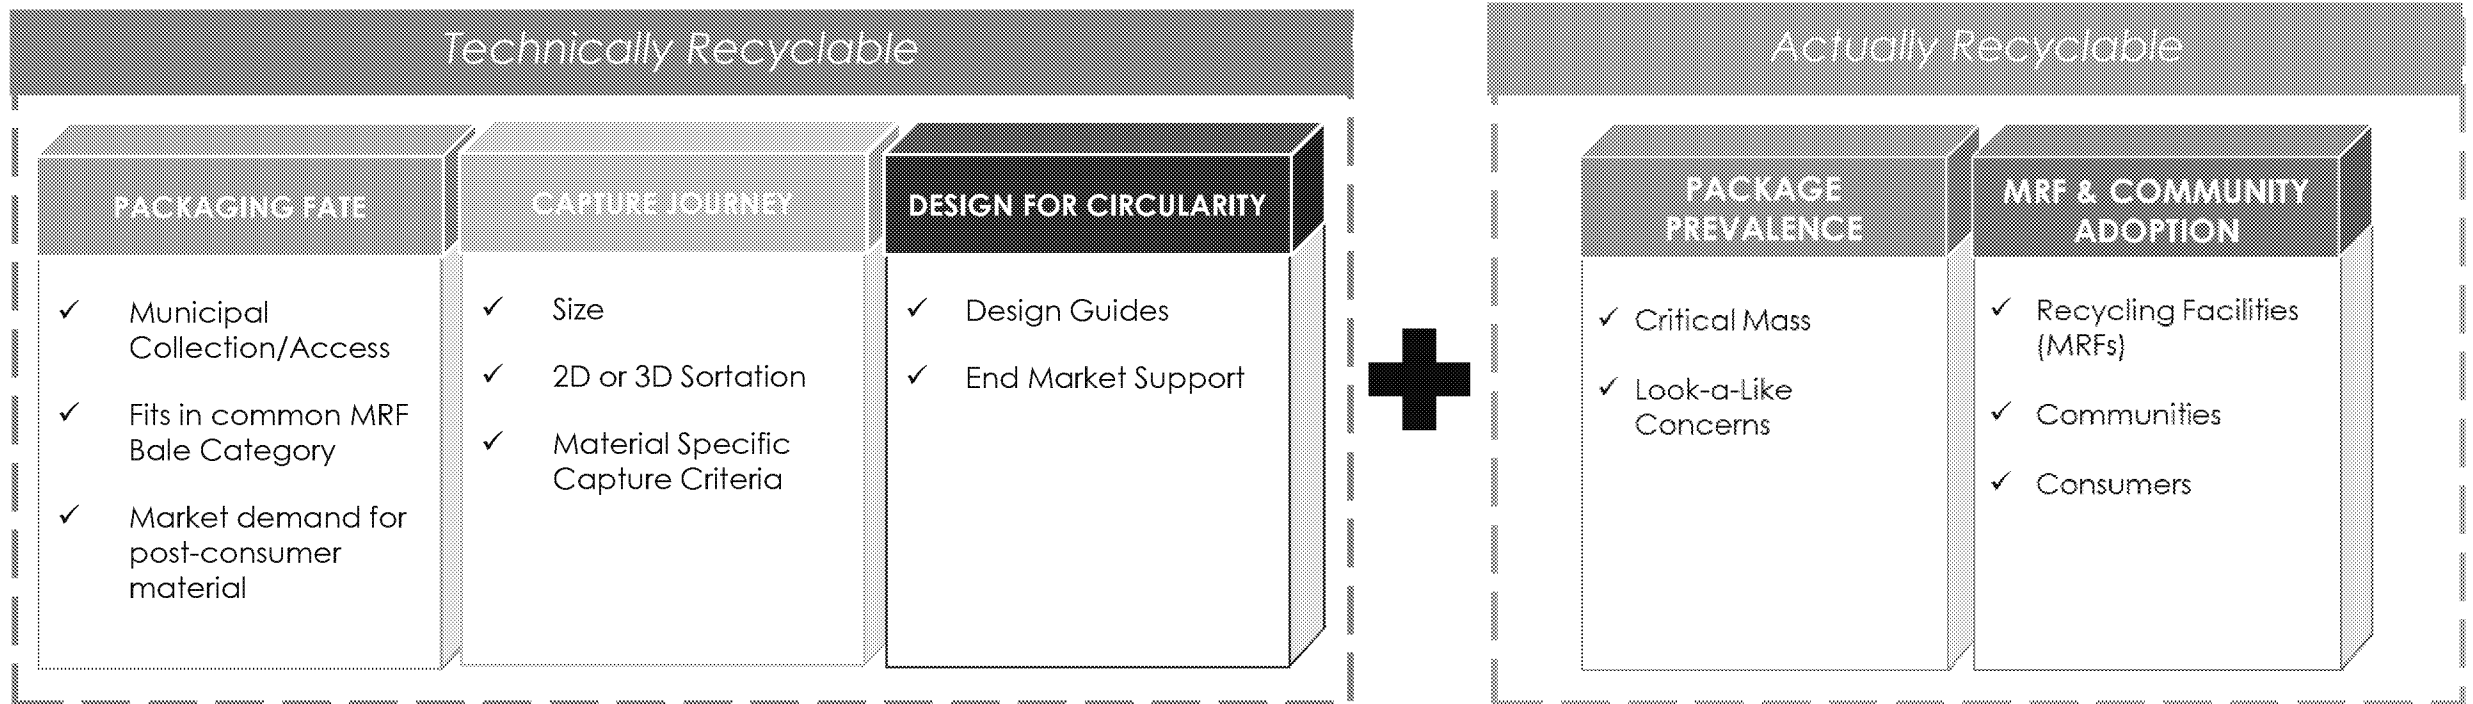 Technically Recyclable
PACKAGING FATE
✓ Municipal
Collection/Access
✓ Fits in common MRF
Bale Category
✓ Market demand for
post-consumer
material
CAPTURE JOURNEY
✓ Size
✓ 2D or 3D Sortation
✓ Material Specific
Capture Criteria
DESIGN FOR CIRCULARITY
✓ Design Guides
✓ End Market Support
Actually Recyclable
PACKAGE
PREVALENCE
✓ Critical Mass
✓ Look-a-Like
Concerns
MRF & COMMUNITY
ADOPTION
✓ Recycling Facilities
(MRFs)
✓ Communities
✓ Consumers